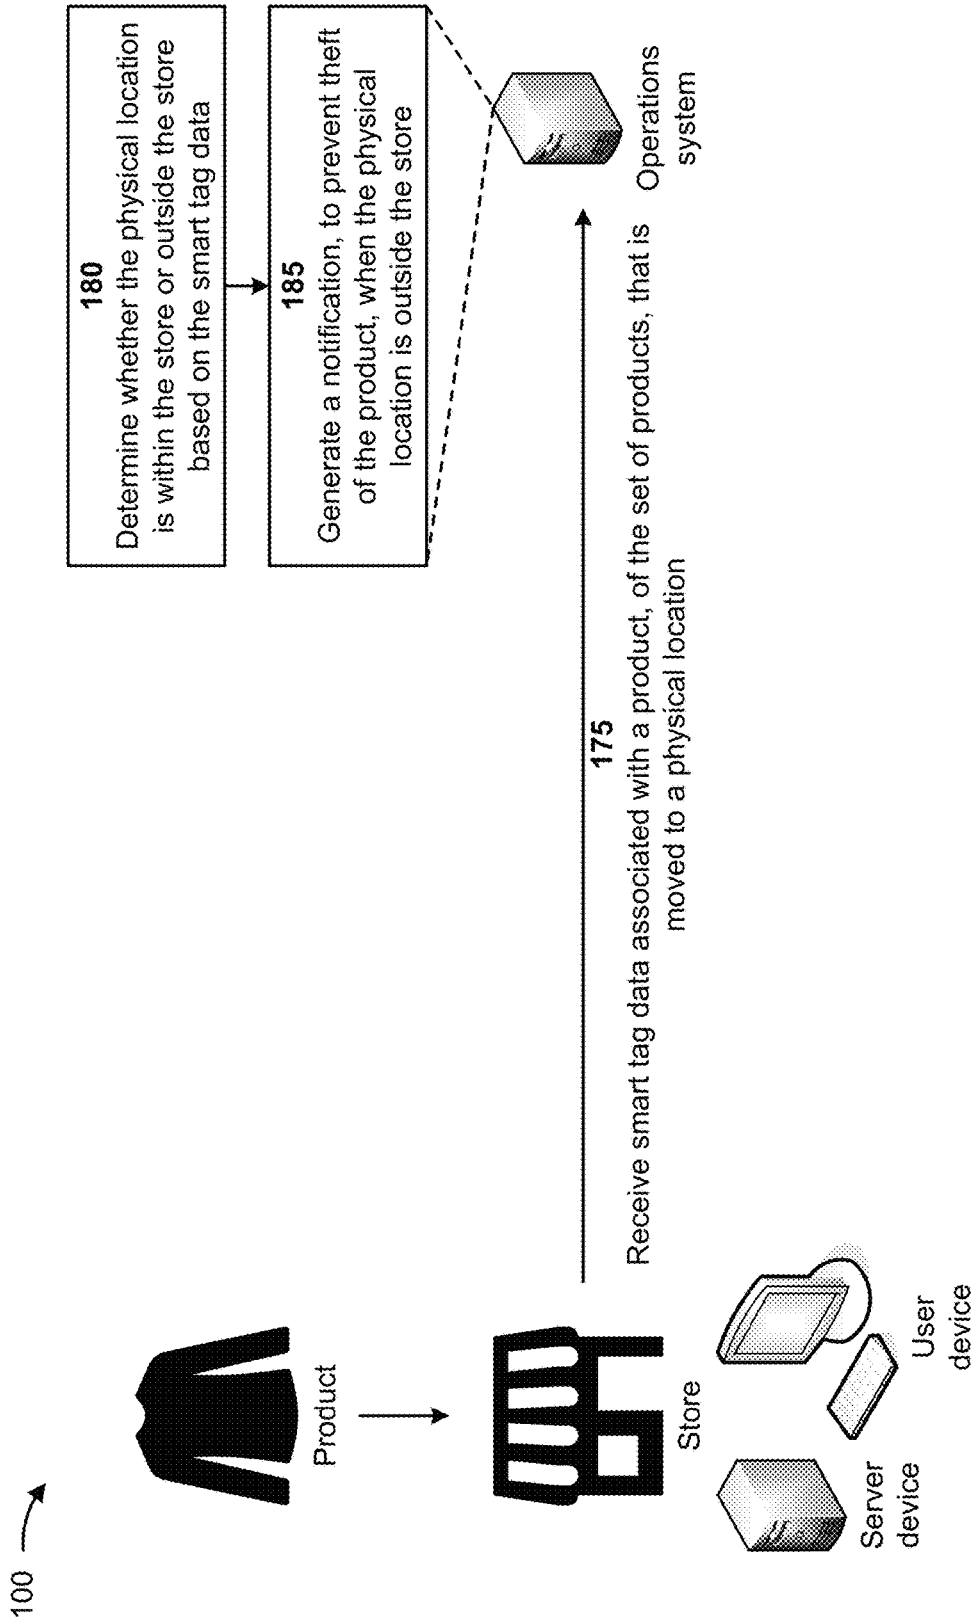 100
Product
Store
Server
device
User
device
175
Receive smart tag data associated with a product, of the set of products, that is
moved to a physical location
180
Determine whether the physical location
is within the store or outside the store
based on the smart tag data
185
Generate a notification, to prevent theft
of the product, when the physical
location is outside the store
Operations
system